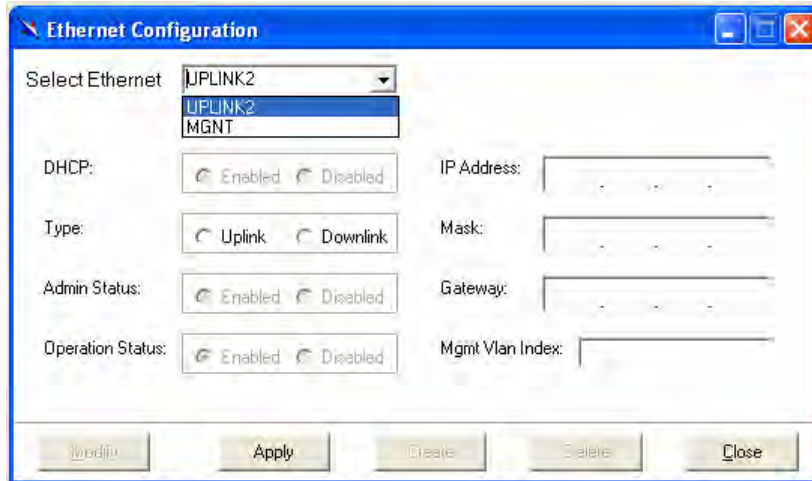 Ethernet Configuration
Select Ethernet UPLINK2
UPLINK2
MGNT
DHCP: Enabled Disabled IP Address: . . .
Type: Uplink Downlink Mask: . . .
Admin Status: Enabled Disabled Gateway: . . .
Operation Status: Enabled Disabled Mgmt Vlan Index:
Modify Apply Create Delete Close